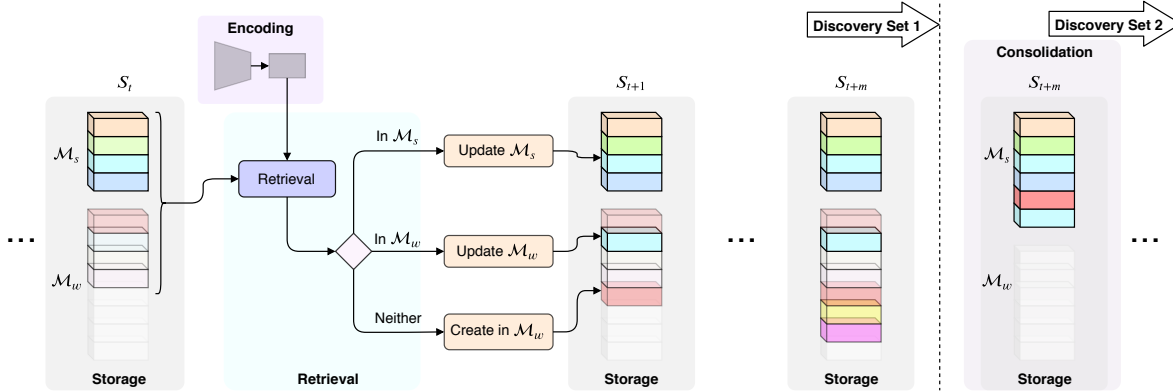 Encoding
Discovery Set 1
Discovery Set 2
Consolidation
S_t
S_{t+1}
S_{t+m}
S_{t+m}
M_s
In M_s
Update M_s
M_s
Retrieval
...
M_w
In M_w
Update M_w
...
M_w
...
Neither
Create in M_w
Storage
Retrieval
Storage
Storage
Storage